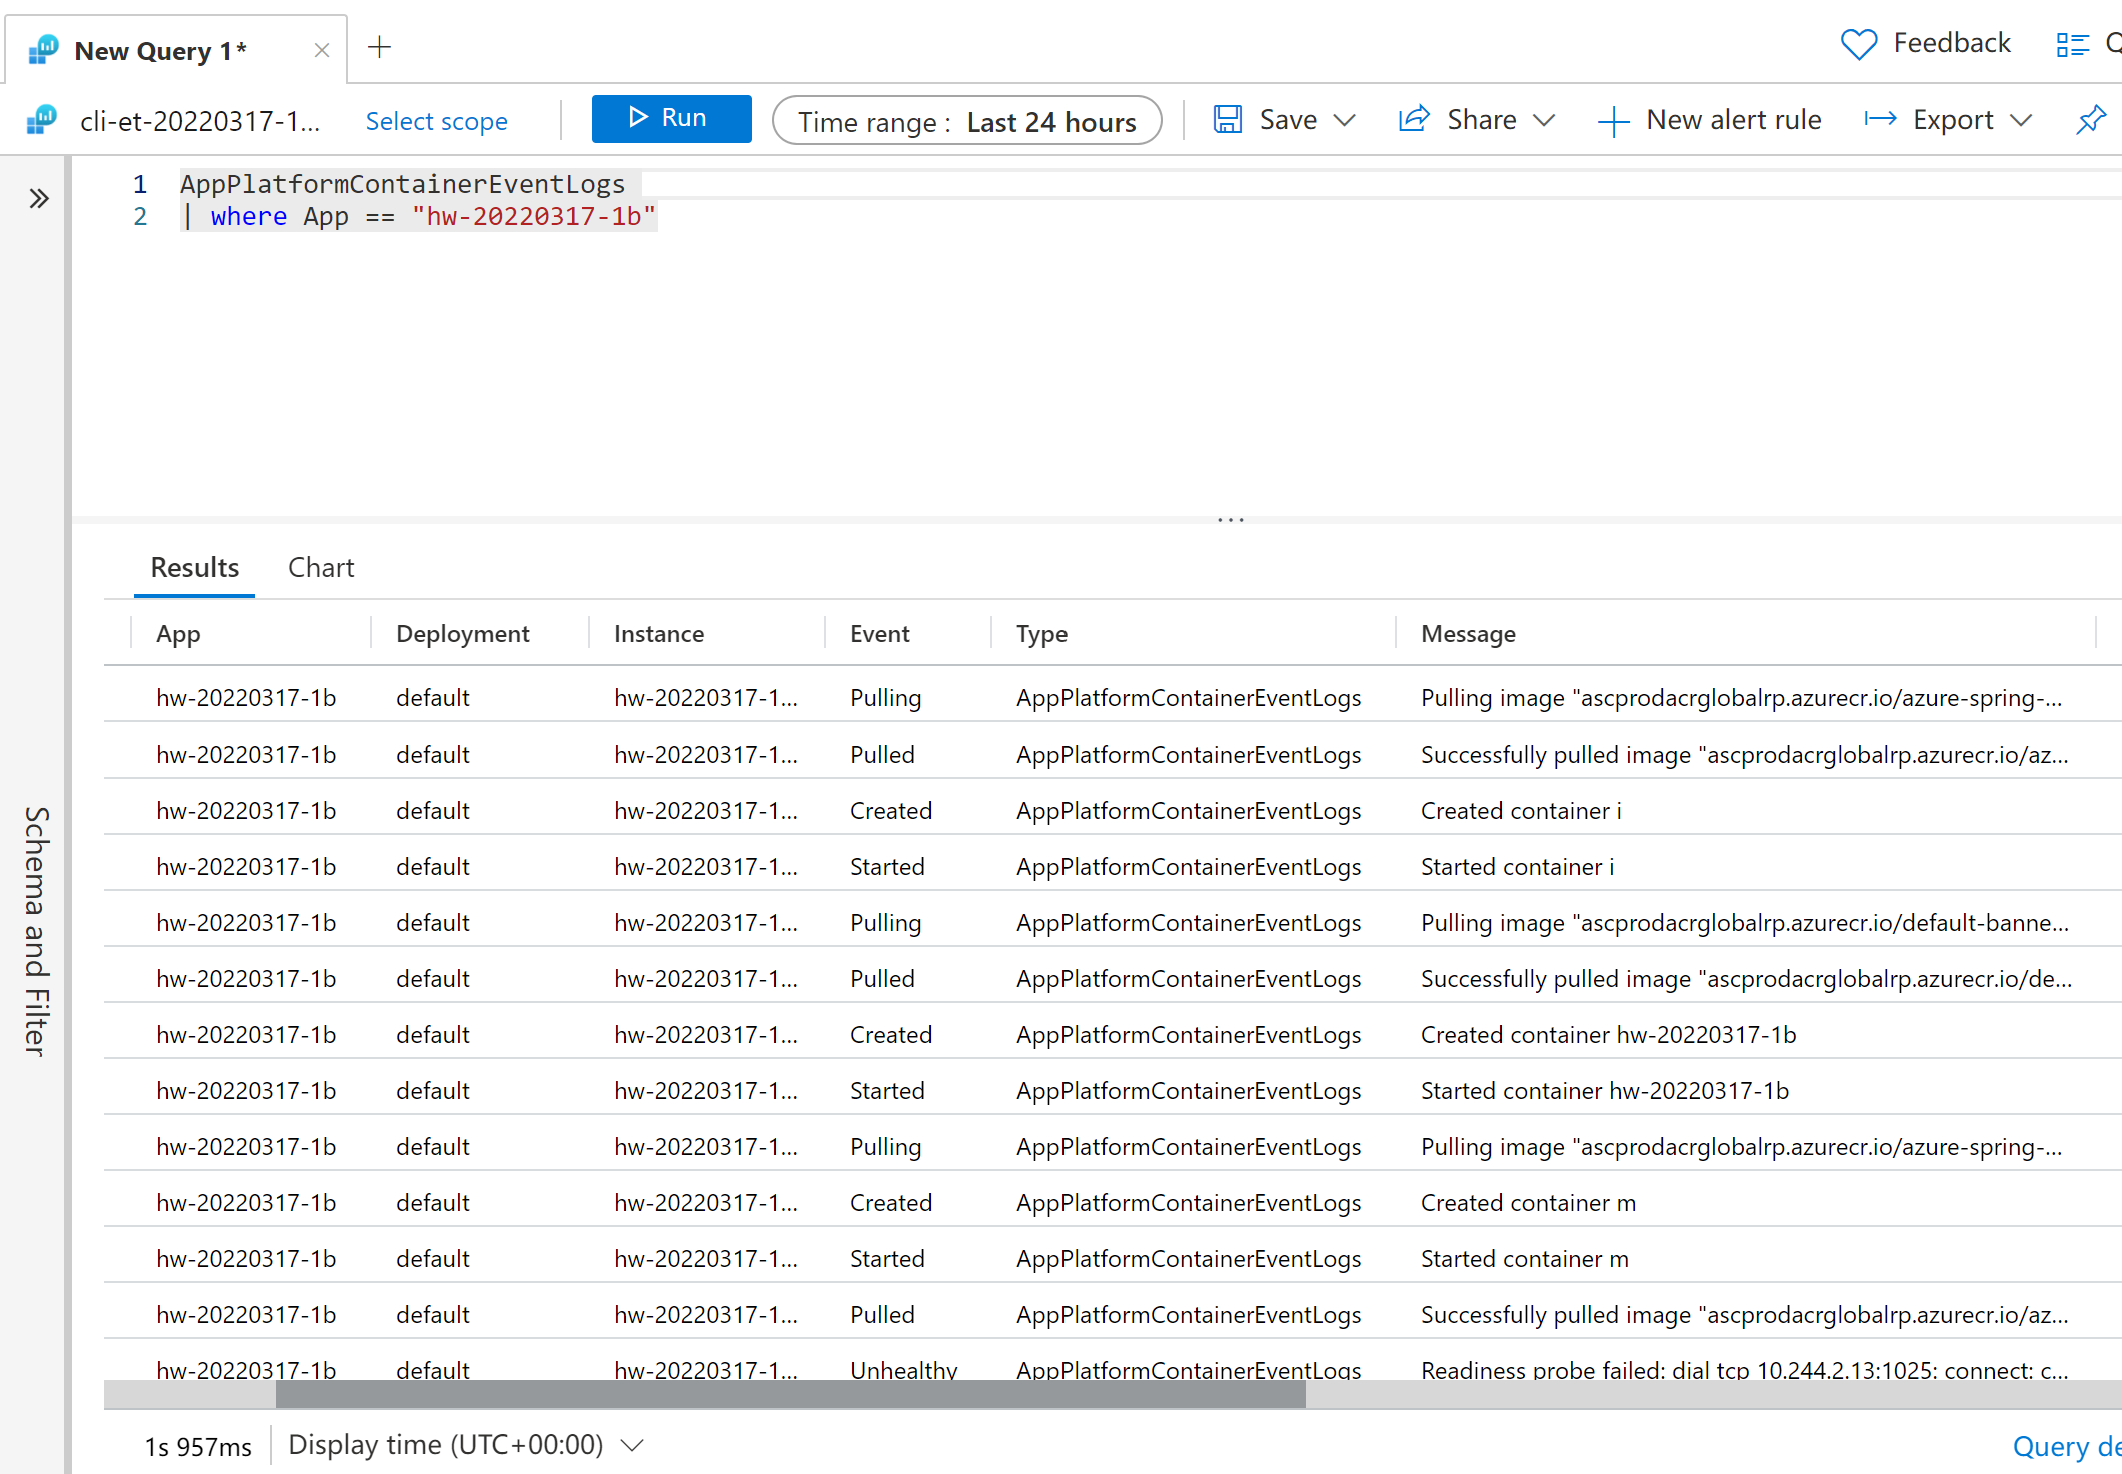 New Query 1*
Feedback
cli-et-20220317-1... Select scope Run Time range : Last 24 hours Save Share New alert rule Export
1 AppPlatformContainerEventLogs
2 | where App == "hw-20220317-1b"
Schema and Filter
Results Chart
App Deployment Instance Event Type Message
hw-20220317-1b default hw-20220317-1... Pulling AppPlatformContainerEventLogs Pulling image "ascprodacrglobalrp.azurecr.io/azure-spring-...
hw-20220317-1b default hw-20220317-1... Pulled AppPlatformContainerEventLogs Successfully pulled image "ascprodacrglobalrp.azurecr.io/az...
hw-20220317-1b default hw-20220317-1... Created AppPlatformContainerEventLogs Created container i
hw-20220317-1b default hw-20220317-1... Started AppPlatformContainerEventLogs Started container i
hw-20220317-1b default hw-20220317-1... Pulling AppPlatformContainerEventLogs Pulling image "ascprodacrglobalrp.azurecr.io/default-banne...
hw-20220317-1b default hw-20220317-1... Pulled AppPlatformContainerEventLogs Successfully pulled image "ascprodacrglobalrp.azurecr.io/de...
hw-20220317-1b default hw-20220317-1... Created AppPlatformContainerEventLogs Created container hw-20220317-1b
hw-20220317-1b default hw-20220317-1... Started AppPlatformContainerEventLogs Started container hw-20220317-1b
hw-20220317-1b default hw-20220317-1... Pulling AppPlatformContainerEventLogs Pulling image "ascprodacrglobalrp.azurecr.io/azure-spring-...
hw-20220317-1b default hw-20220317-1... Created AppPlatformContainerEventLogs Created container m
hw-20220317-1b default hw-20220317-1... Started AppPlatformContainerEventLogs Started container m
hw-20220317-1b default hw-20220317-1... Pulled AppPlatformContainerEventLogs Successfully pulled image "ascprodacrglobalrp.azurecr.io/az...
hw-20220317-1b default hw-20220317-1... Unhealthy AppPlatformContainerEventLogs Readiness probe failed: dial tcp 10.244.2.13:1025: connect: c...
1s 957ms Display time (UTC+00:00) Query de